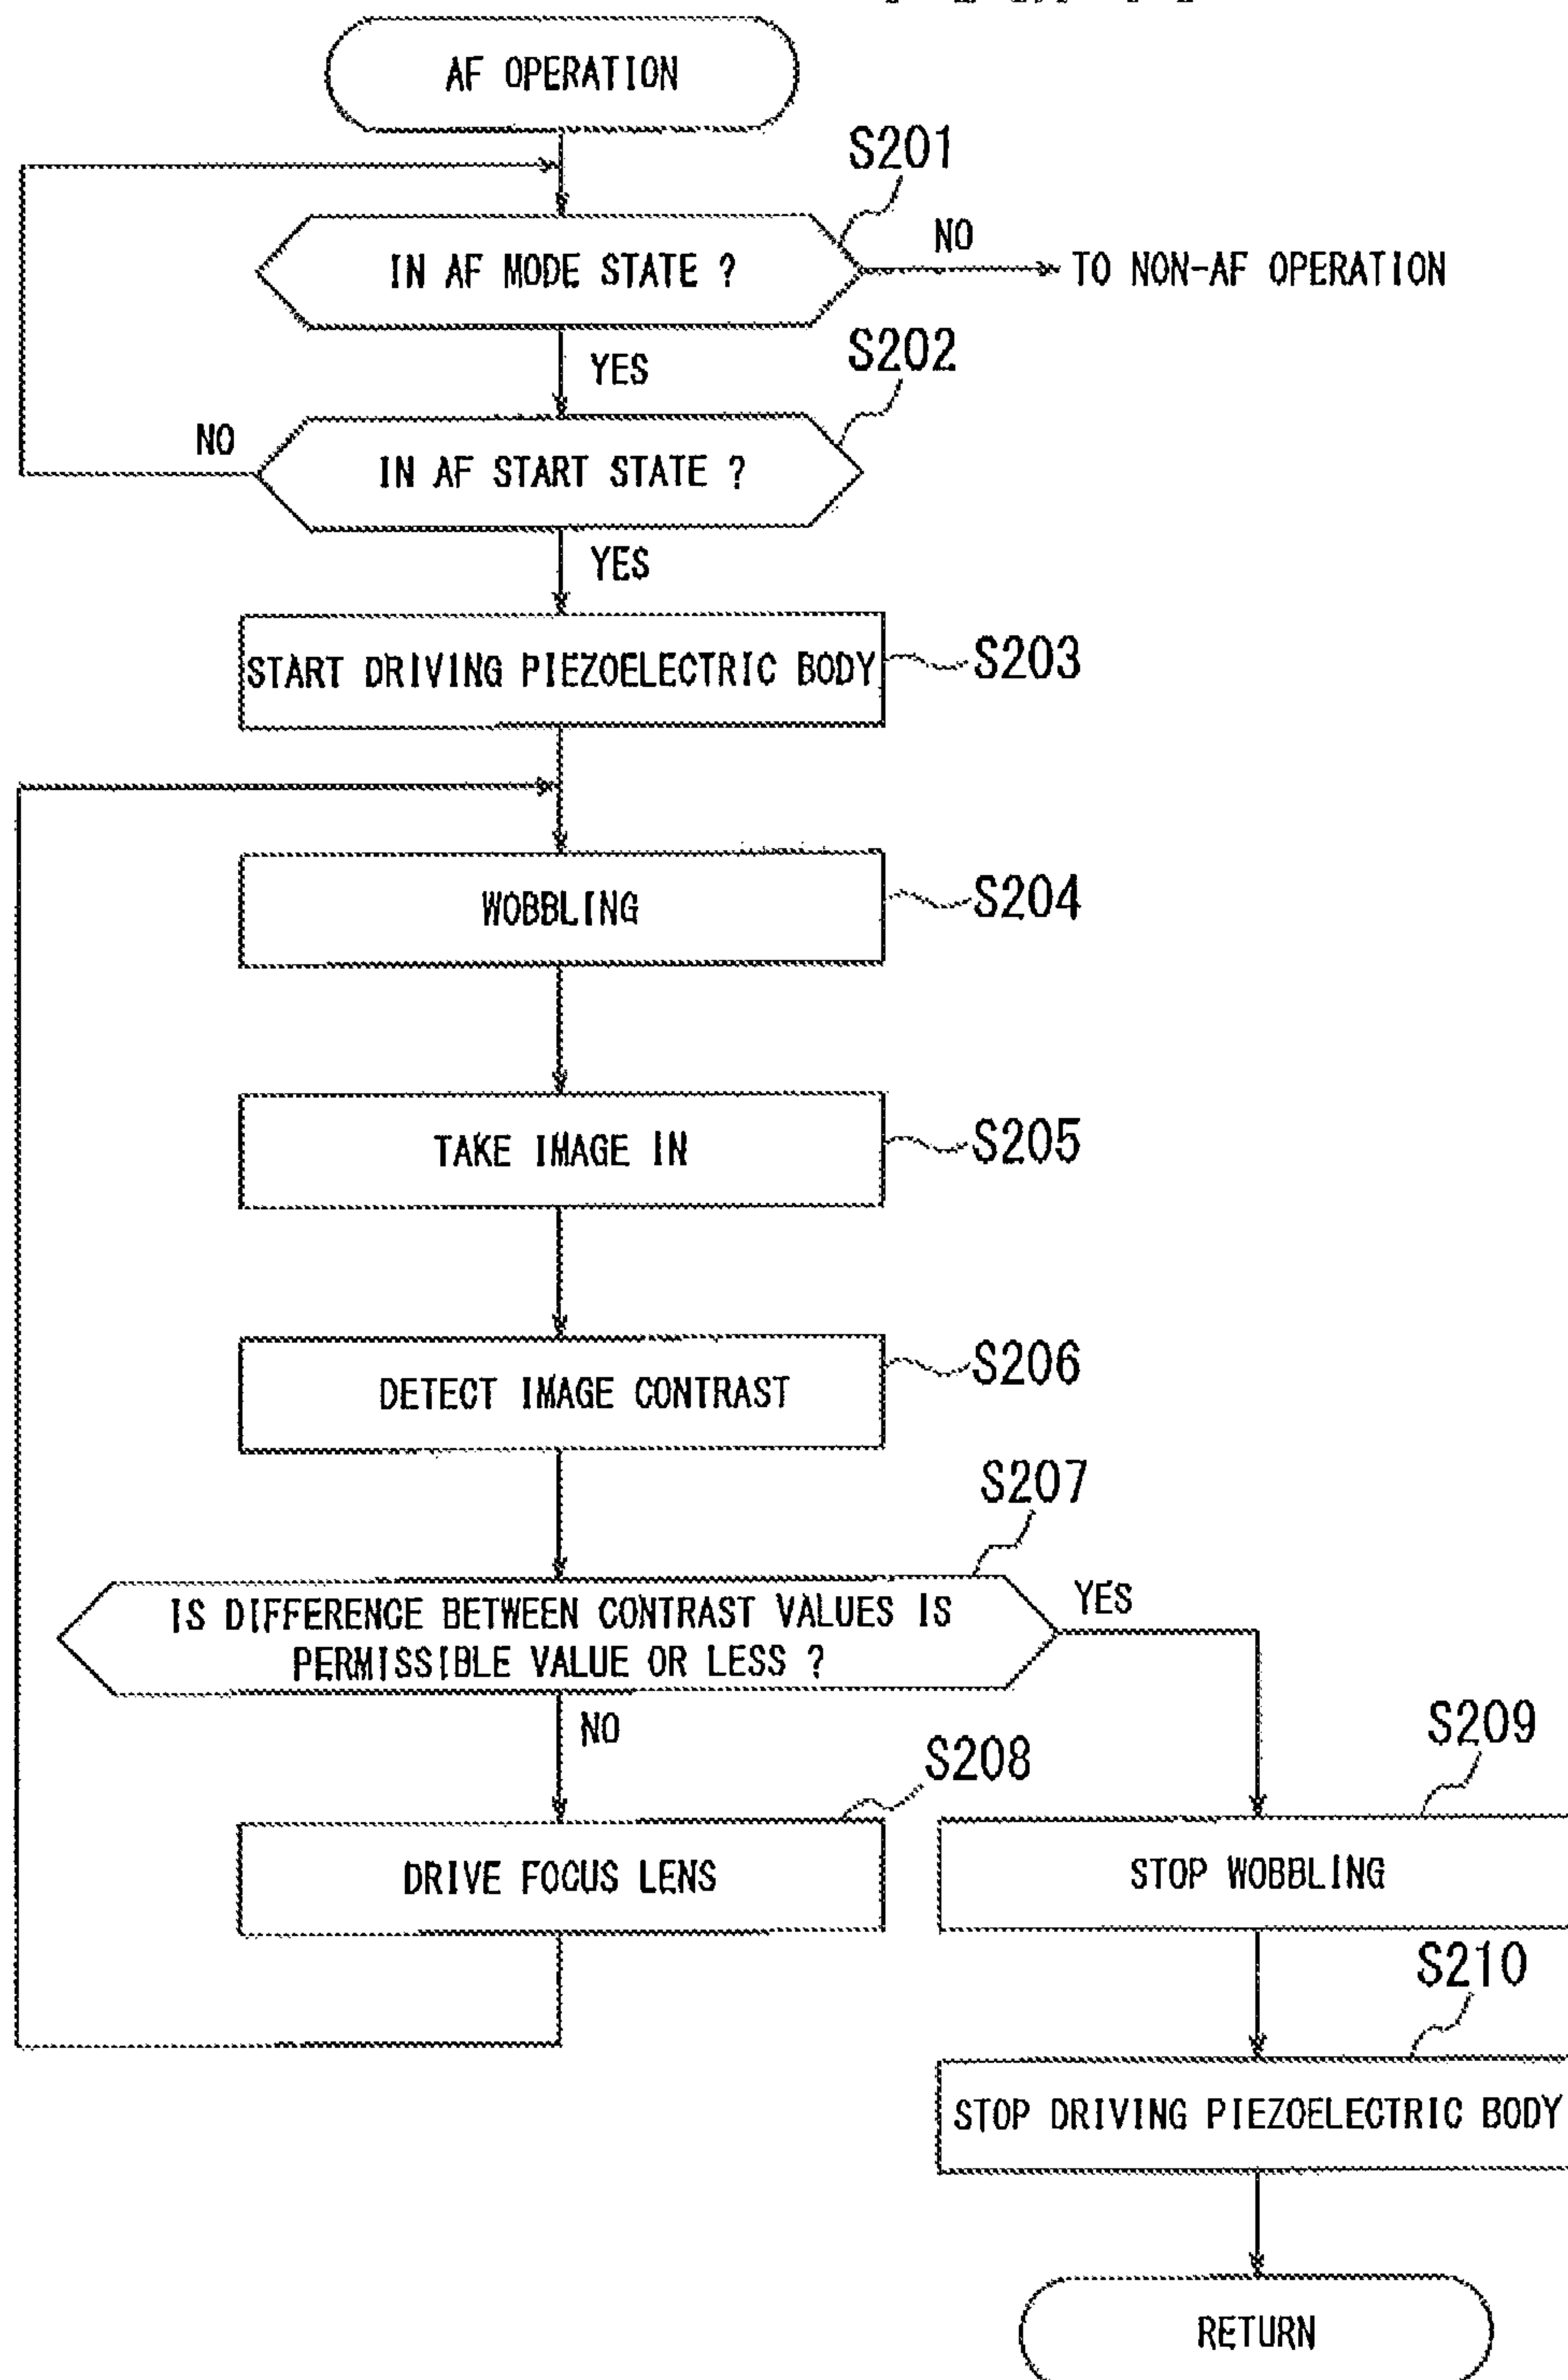 AF OPERATION
S201
IN AF MODE STATE ?
NO
TO NON-AF OPERATION
YES
S202
NO
IN AF START STATE ?
YES
START DRIVING PIEZOELECTRIC BODY
S203
WOBBLING
S204
TAKE IMAGE IN
S205
DETECT IMAGE CONTRAST
S206
S207
IS DIFFERENCE BETWEEN CONTRAST VALUES IS
PERMISSIBLE VALUE OR LESS ?
YES
NO
S208
S209
DRIVE FOCUS LENS
STOP WOBBLING
S210
STOP DRIVING PIEZOELECTRIC BODY
RETURN